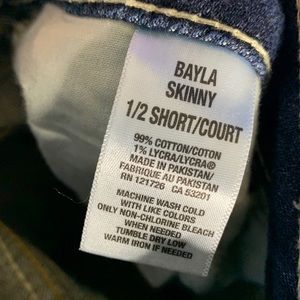 BAYLA
SKINNY
1/2 SHORT/COURT
99% COTTON/COTON
1% LYCRA/LYCRA®
MADE IN PAKISTAN/
FABRIQUE AU PAKISTAN
RN 121726 CA 53201
MACHINE WASH COLD
WITH LIKE COLORS
ONLY NON-CHLORINE BLEACH
WHEN NEEDED
TUMBLE DRY LOW
WARM IRON IF NEEDED